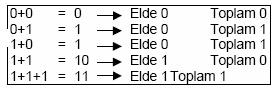 0+0 = 0 → Elde 0 Toplam 0
0+1 = 1 → Elde 0 Toplam 1
1+0 = 1 → Elde 0 Toplam 1
1+1 = 10 → Elde 1 Toplam 0
1+1+1 = 11 → Elde 1 Toplam 1